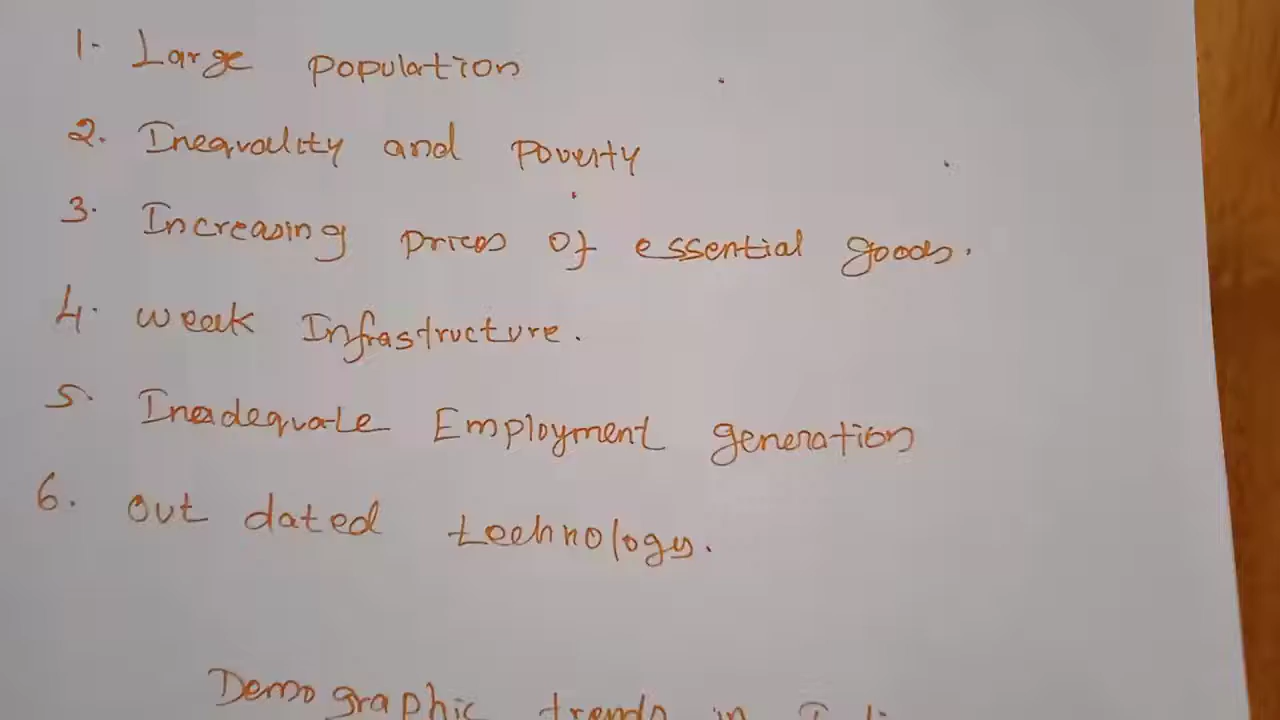 1. Large population
2. Inequality and Poverty
3. Increasing prices of essential goods.
4. weak Infrastructure.
5. Inadequate Employment generation
6. out dated technology.
Demographic trends in